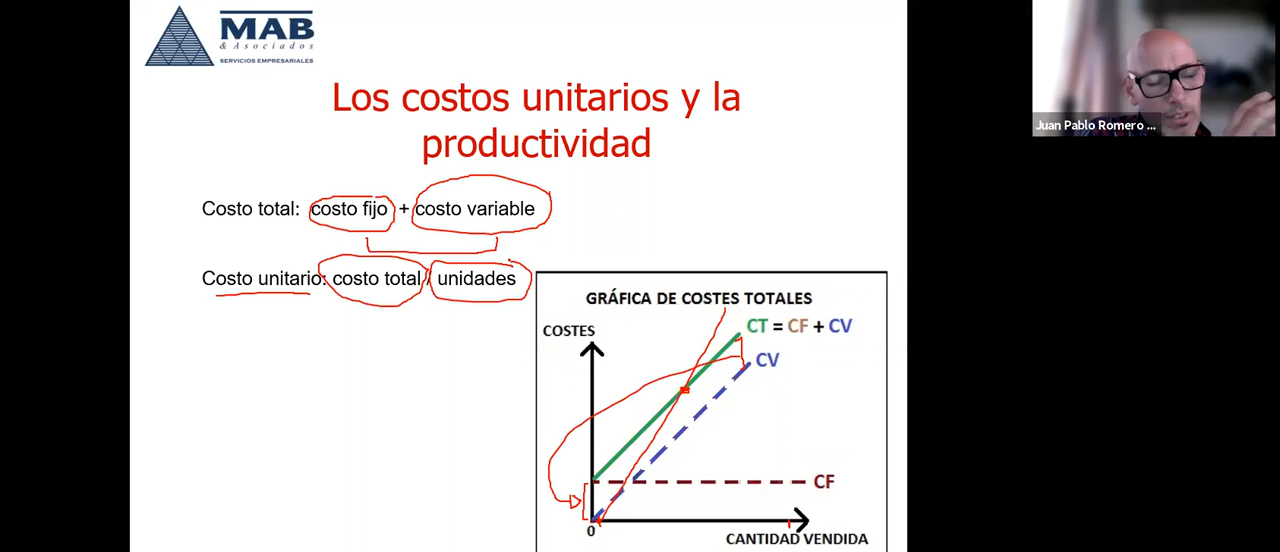 MAB
& Asociados
SERVICIOS EMPRESARIALES
Juan Pablo Romero ...
Los costos unitarios y la
productividad
Costo total: costo fijo + costo variable
Costo unitario: costo total / unidades
GRÁFICA DE COSTES TOTALES
COSTES
CT = CF + CV
CV
CF
0
CANTIDAD VENDIDA